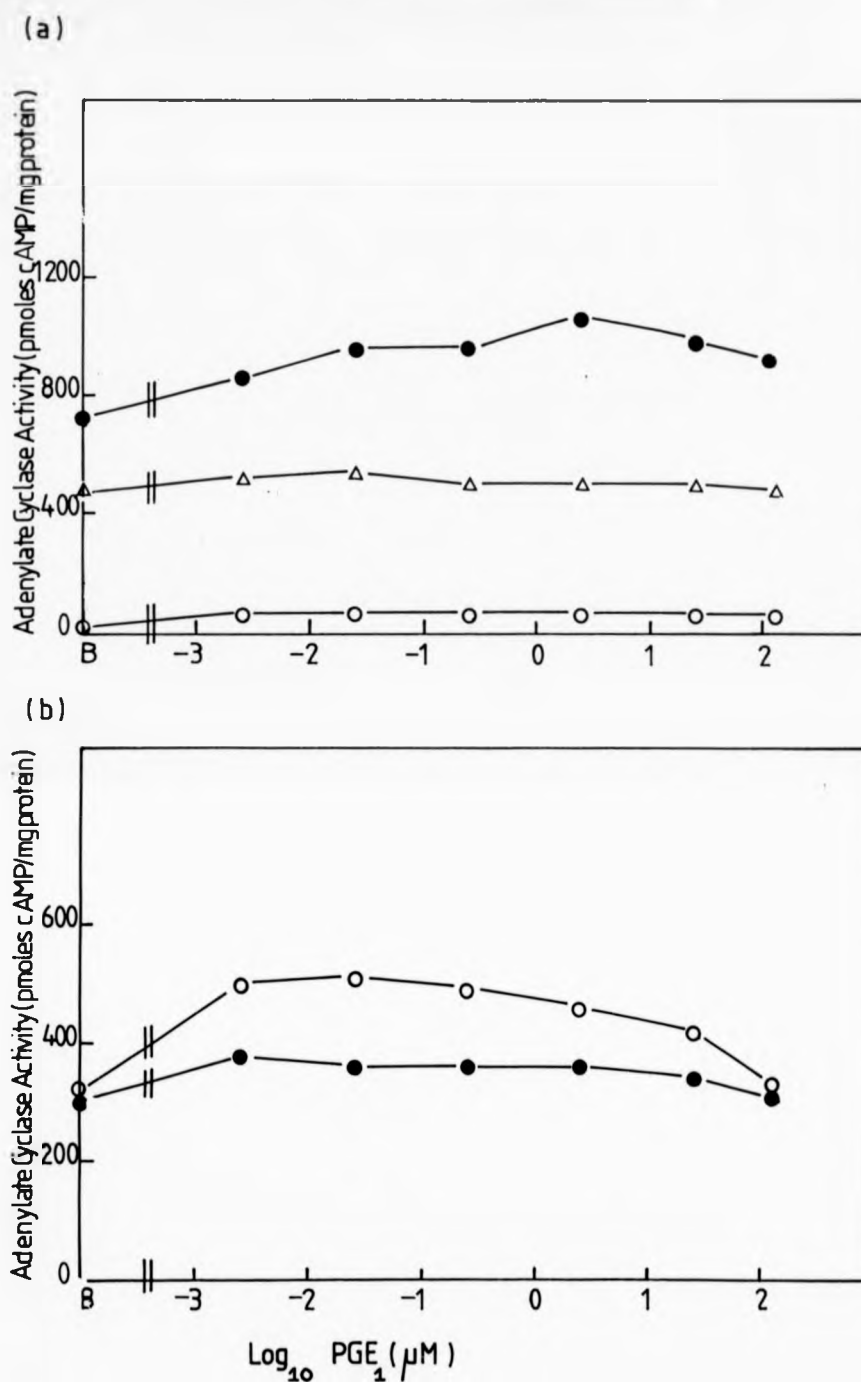 (a)
Adenylate Cyclase Activity (pmoles cAMP/mg protein)
1200
800
400
0
B -3 -2 -1 0 1 2
(b)
Adenylate Cyclase Activity (pmoles cAMP/mg protein)
600
400
200
0
B -3 -2 -1 0 1 2
Log10 PGE1 (µM)